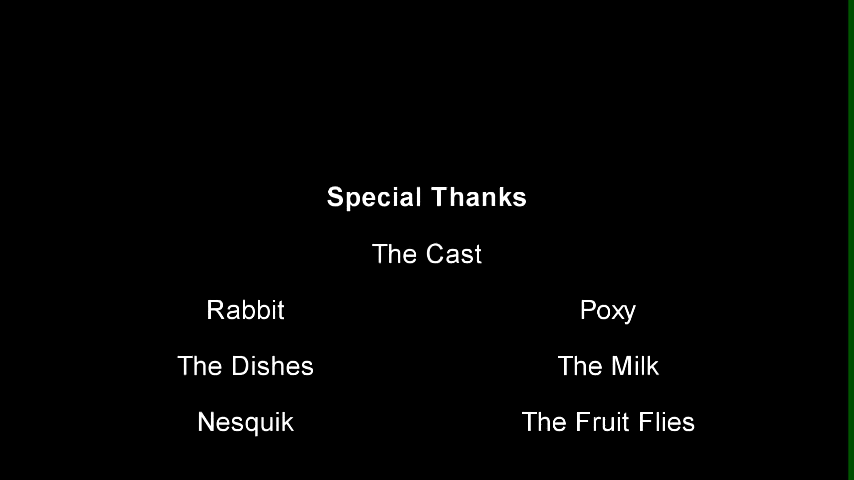 Special Thanks
The Cast
Rabbit Poxy
The Dishes The Milk
Nesquik The Fruit Flies